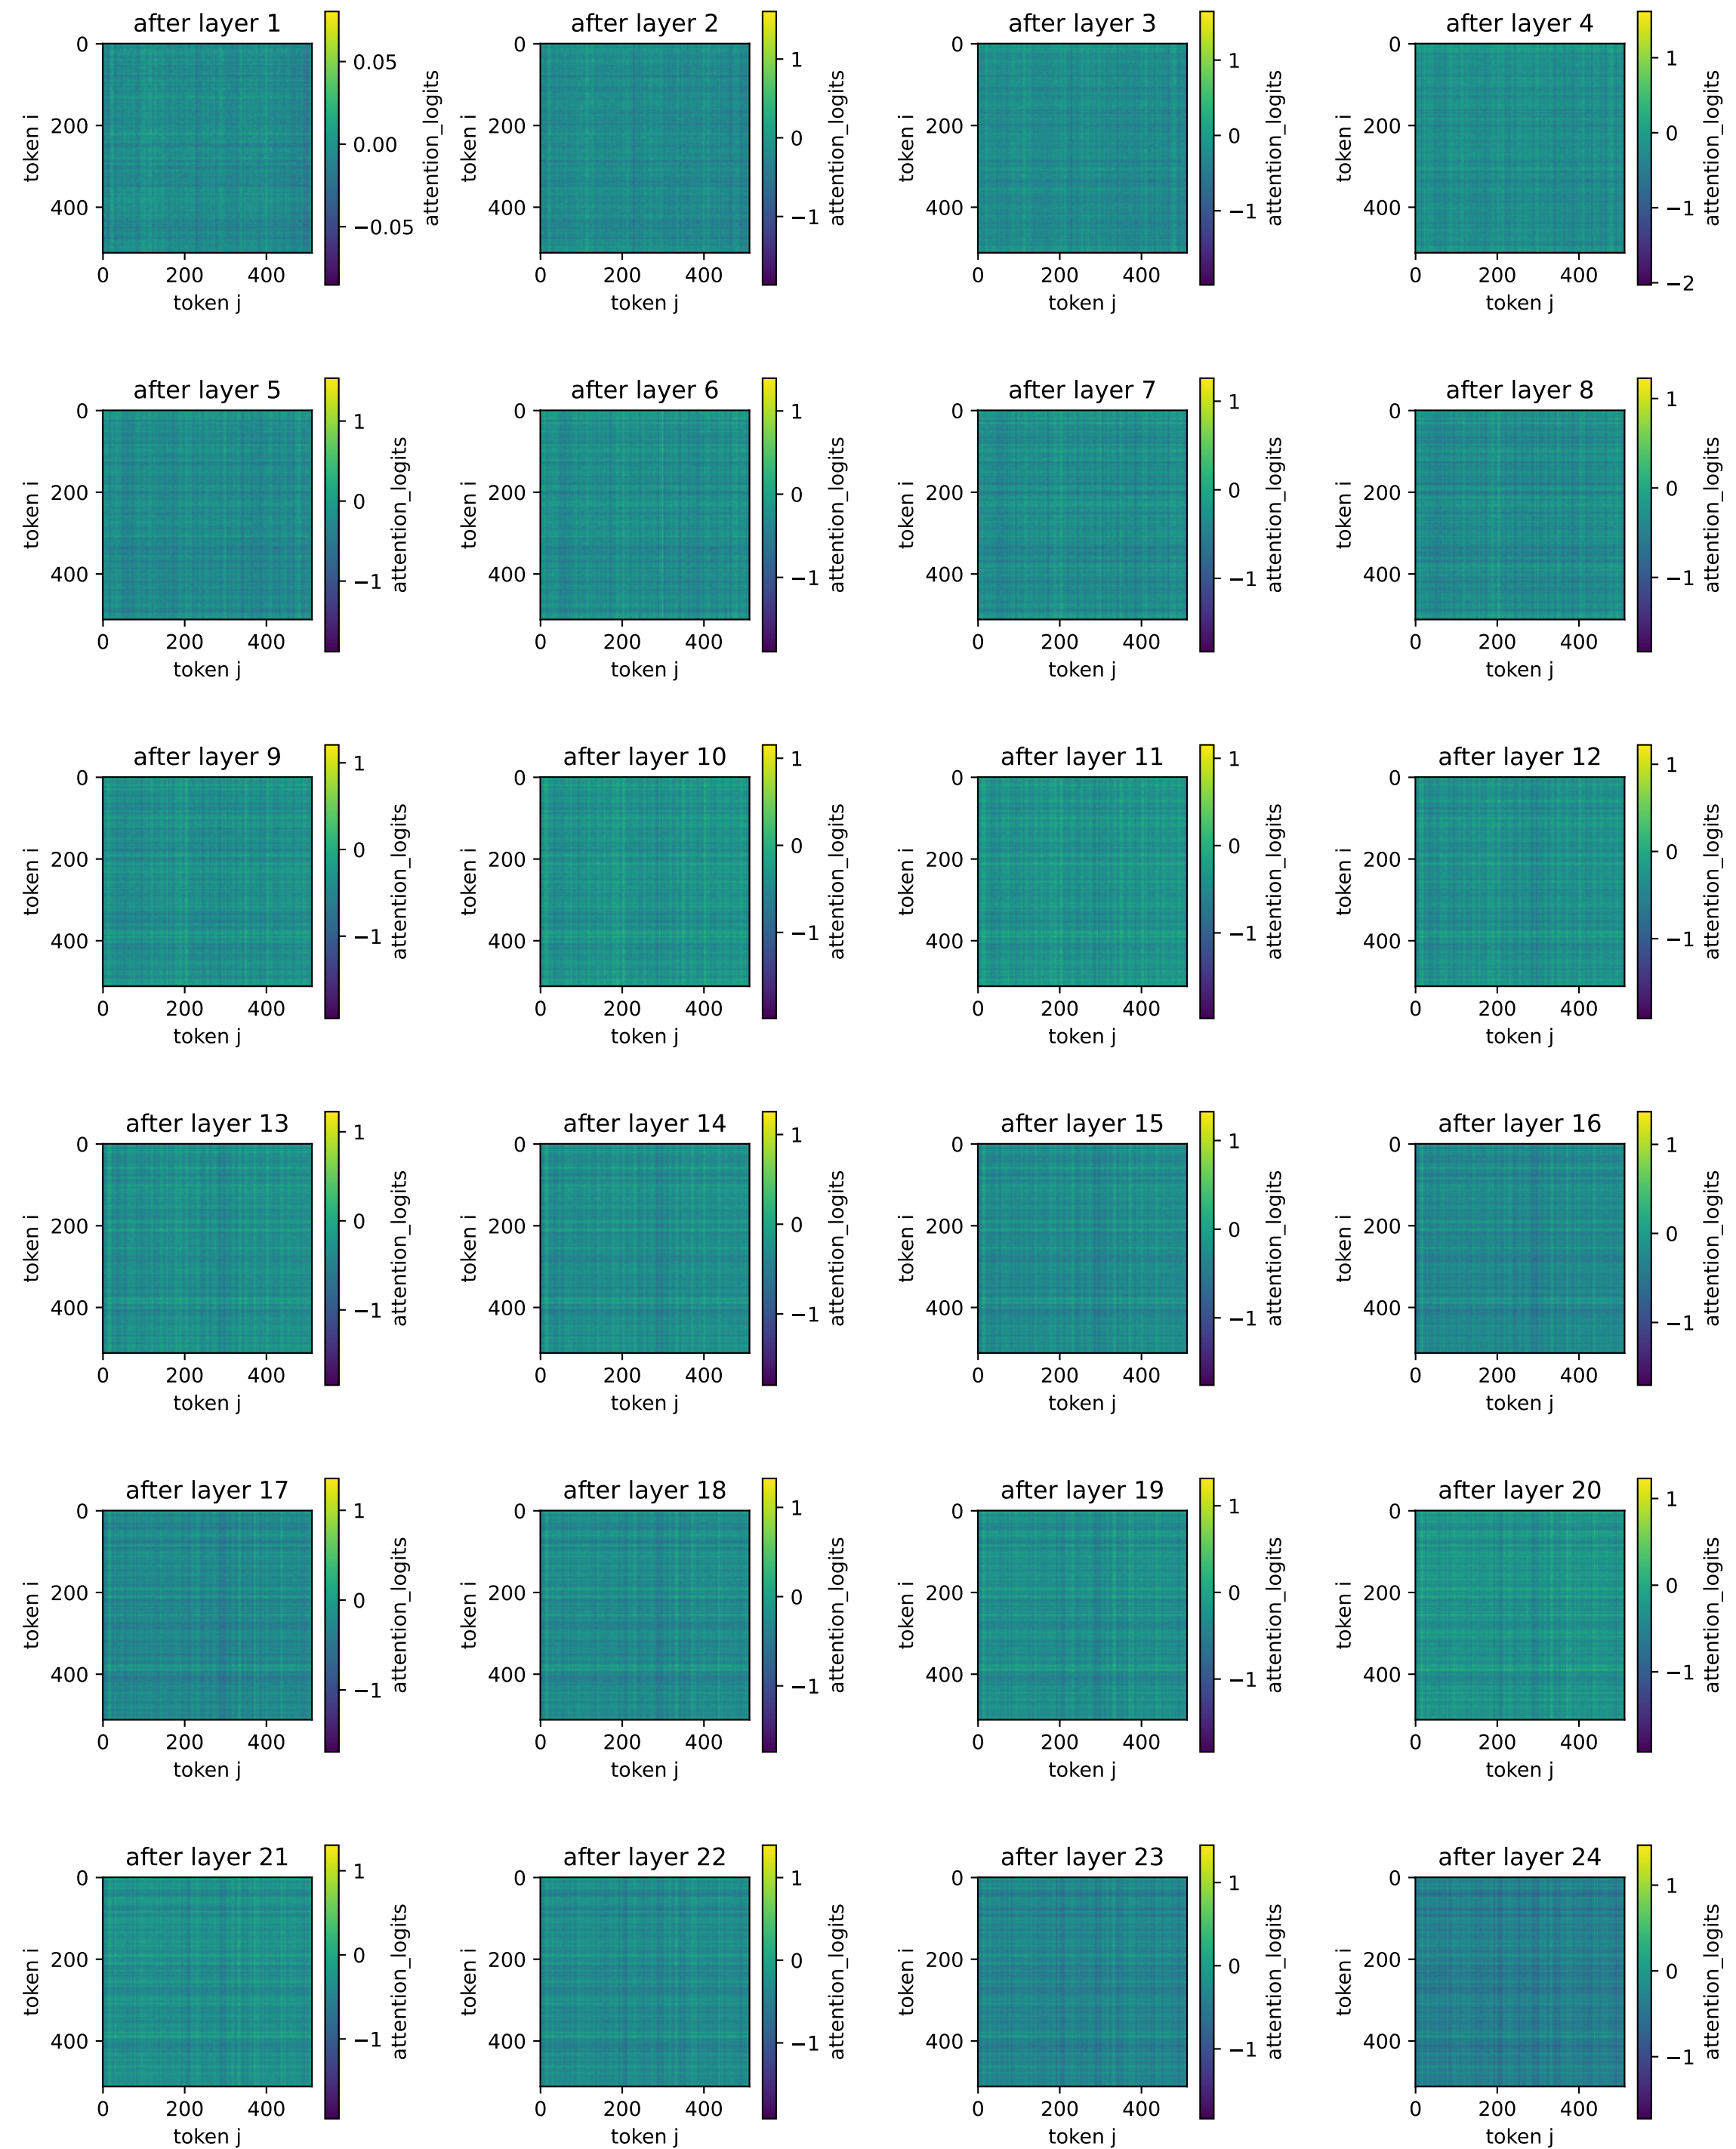 after layer 1
after layer 2
after layer 3
after layer 4
0
200
400
token i
0
200
400
token j
0.05
0.00
−0.05
attention_logits
0
200
400
token i
0
200
400
token j
1
0
−1
attention_logits
0
200
400
token i
0
200
400
token j
1
0
−1
attention_logits
0
200
400
token i
0
200
400
token j
1
0
−1
−2
attention_logits
after layer 5
after layer 6
after layer 7
after layer 8
0
200
400
token i
0
200
400
token j
1
0
−1
attention_logits
0
200
400
token i
0
200
400
token j
1
0
−1
attention_logits
0
200
400
token i
0
200
400
token j
1
0
−1
attention_logits
0
200
400
token i
0
200
400
token j
1
0
−1
attention_logits
after layer 9
after layer 10
after layer 11
after layer 12
0
200
400
token i
0
200
400
token j
1
0
−1
attention_logits
0
200
400
token i
0
200
400
token j
1
0
−1
attention_logits
0
200
400
token i
0
200
400
token j
1
0
−1
attention_logits
0
200
400
token i
0
200
400
token j
1
0
−1
attention_logits
after layer 13
after layer 14
after layer 15
after layer 16
0
200
400
token i
0
200
400
token j
1
0
−1
attention_logits
0
200
400
token i
0
200
400
token j
1
0
−1
attention_logits
0
200
400
token i
0
200
400
token j
1
0
−1
attention_logits
0
200
400
token i
0
200
400
token j
1
0
−1
attention_logits
after layer 17
after layer 18
after layer 19
after layer 20
0
200
400
token i
0
200
400
token j
1
0
−1
attention_logits
0
200
400
token i
0
200
400
token j
1
0
−1
attention_logits
0
200
400
token i
0
200
400
token j
1
0
−1
attention_logits
0
200
400
token i
0
200
400
token j
1
0
−1
attention_logits
after layer 21
after layer 22
after layer 23
after layer 24
0
200
400
token i
0
200
400
token j
1
0
−1
attention_logits
0
200
400
token i
0
200
400
token j
1
0
−1
attention_logits
0
200
400
token i
0
200
400
token j
1
0
−1
attention_logits
0
200
400
token i
0
200
400
token j
1
0
−1
attention_logits